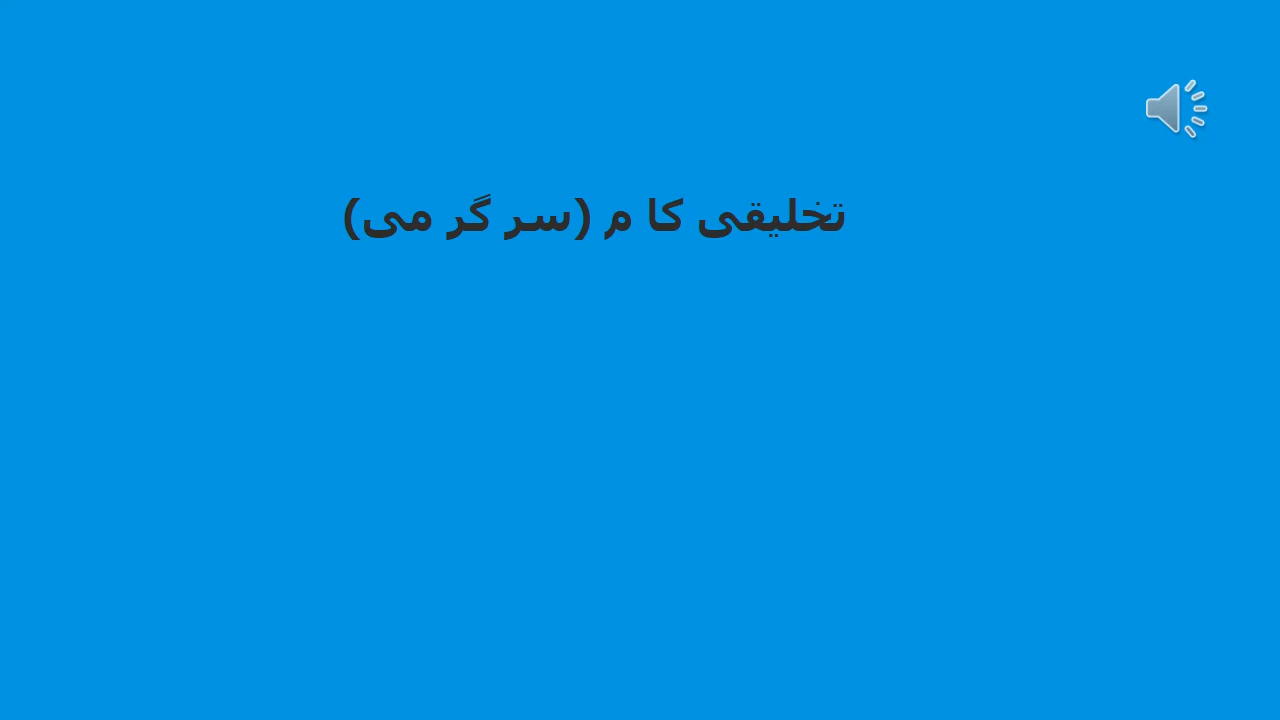 تخلیقی کا م (سر گر می)